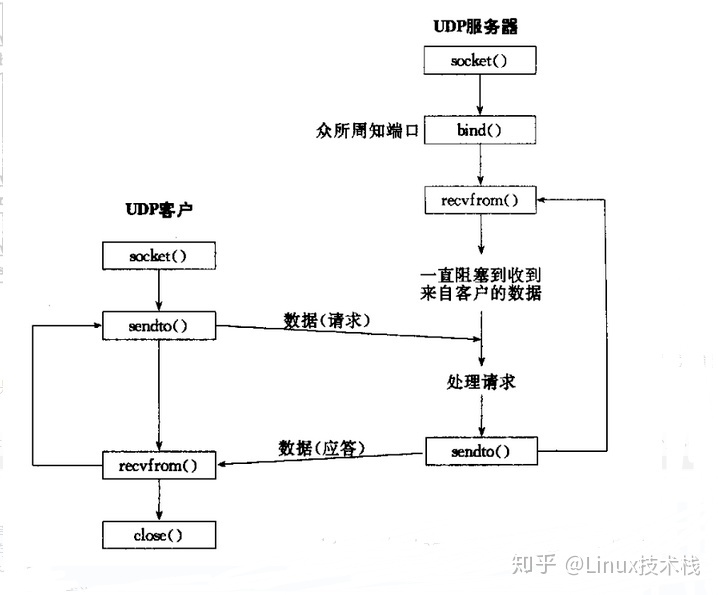 UDP服务器
socket()
众所周知端口
bind()
recvfrom()
UDP客户
socket()
一直阻塞到收到
来自客户的数据
sendto()
数据(请求)
处理请求
数据(应答)
sendto()
recvfrom()
close()
知乎 @Linux技术栈